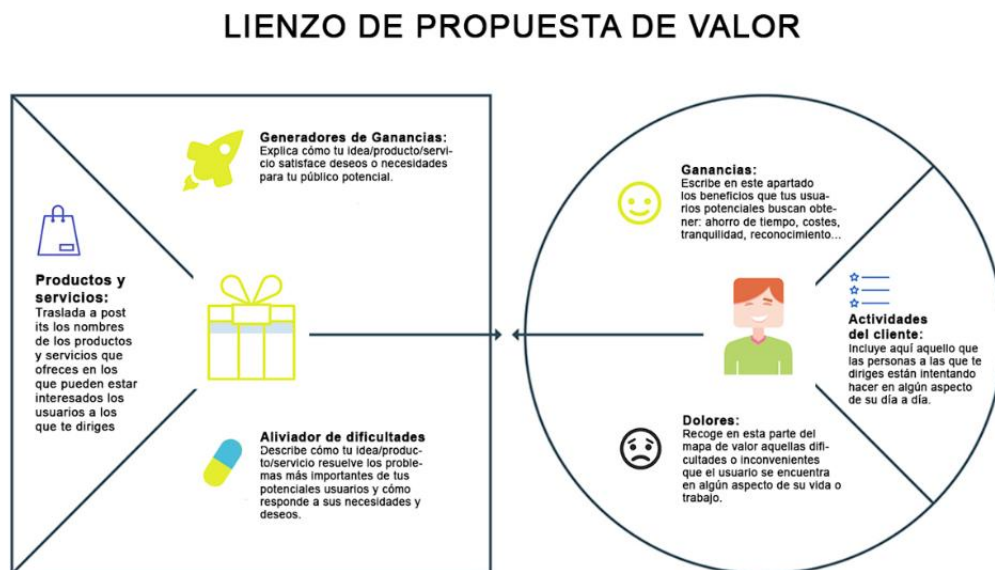 LIENZO DE PROPUESTA DE VALOR
Generadores de Ganancias:
Explica cómo tu idea/producto/servi-
cio satisface deseos o necesidades
para tu público potencial.
Productos y
servicios:
Traslada a post
its los nombres
de los productos
y servicios que
ofreces en los
que pueden estar
interesados los
usuarios a los
que te diriges
Aliviador de dificultades
Describe cómo tu idea/produc-
to/servicio resuelve los proble-
mas más importantes de tus
potenciales usuarios y cómo
responde a sus necesidades y
deseos.
Ganancias:
Escribe en este apartado
los beneficios que tus usua-
rios potenciales buscan obte-
ner: ahorro de tiempo, costes,
tranquilidad, reconocimiento...
Actividades
del cliente:
Incluye aquí aquello que
las personas a las que te
diriges están intentando
hacer en algún aspecto
de su día a día.
Dolores:
Recoge en esta parte del
mapa de valor aquellas difi-
cultades o inconvenientes
que el usuario se encuentra
en algún aspecto de su vida o
trabajo.